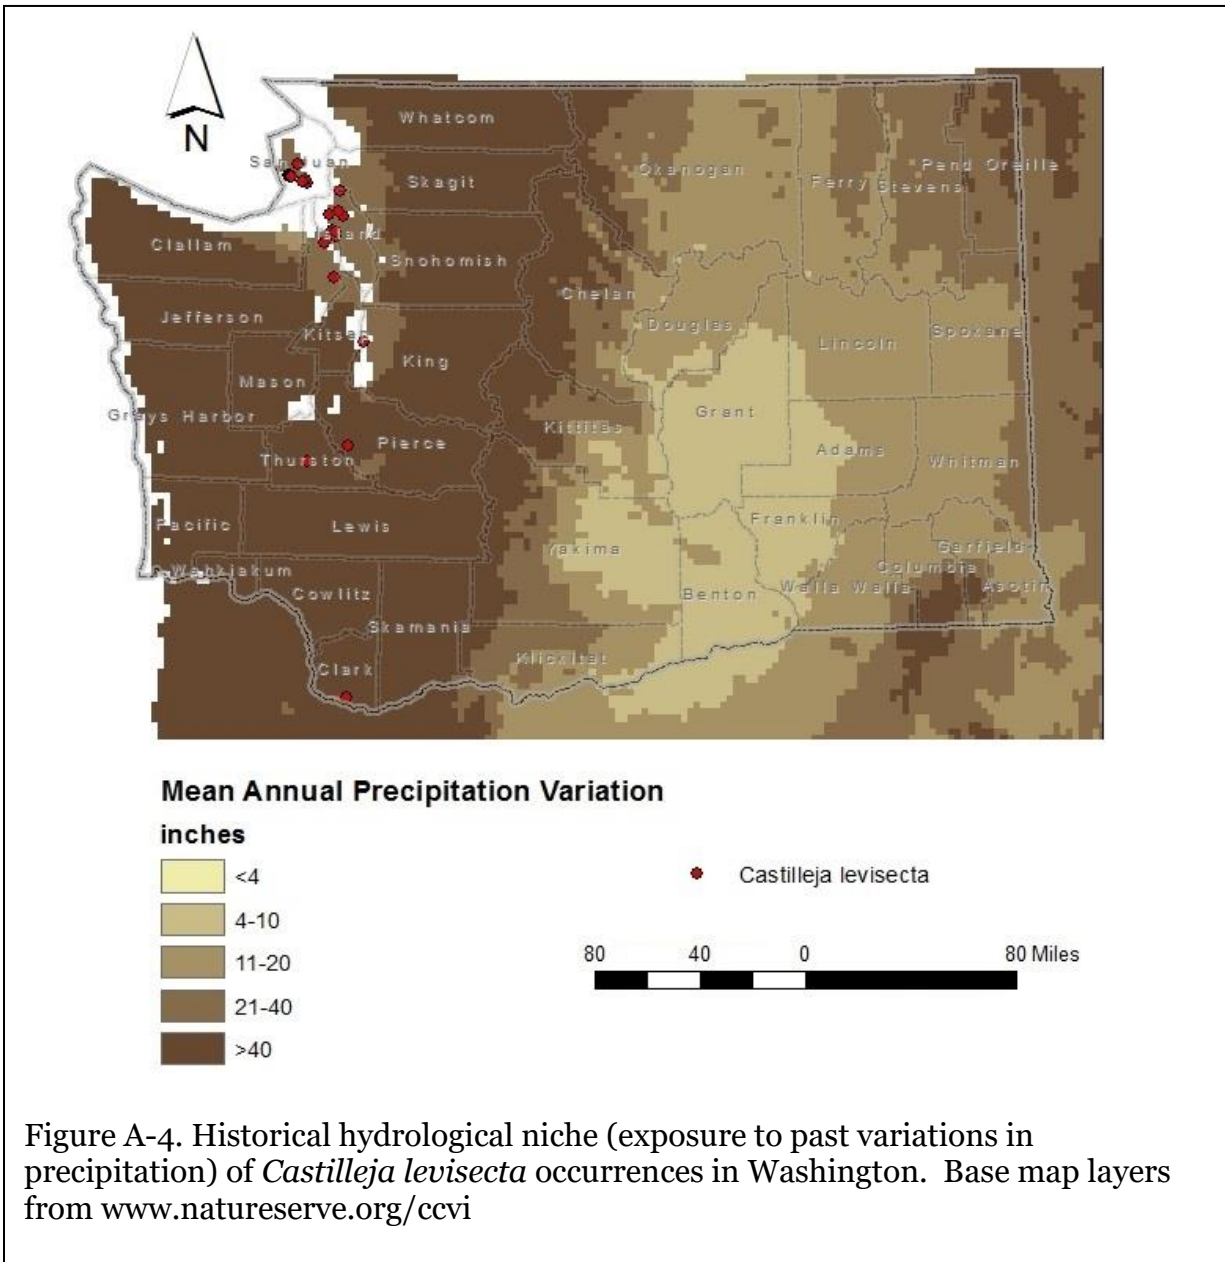 N
Whatcom
San Juan
Skagit
Okanogan
Ferry
Stevens
Pend Oreille
Clallam
Island
Snohomish
Chelan
Jefferson
Kitsap
King
Douglas
Lincoln
Spokane
Mason
Grays Harbor
Grant
Kittitas
Pierce
Thurston
Adams
Whitman
Pacific
Lewis
Franklin
Yakima
Garfield
Wahkiakum
Columbia
Cowlitz
Benton
Walla Walla
Asotin
Skamania
Klickitat
Clark
Mean Annual Precipitation Variation
inches
<4
4-10
11-20
21-40
>40
Castilleja levisecta
80 40 0 80 Miles
Figure A-4. Historical hydrological niche (exposure to past variations in
precipitation) of Castilleja levisecta occurrences in Washington. Base map layers
from www.natureserve.org/ccvi